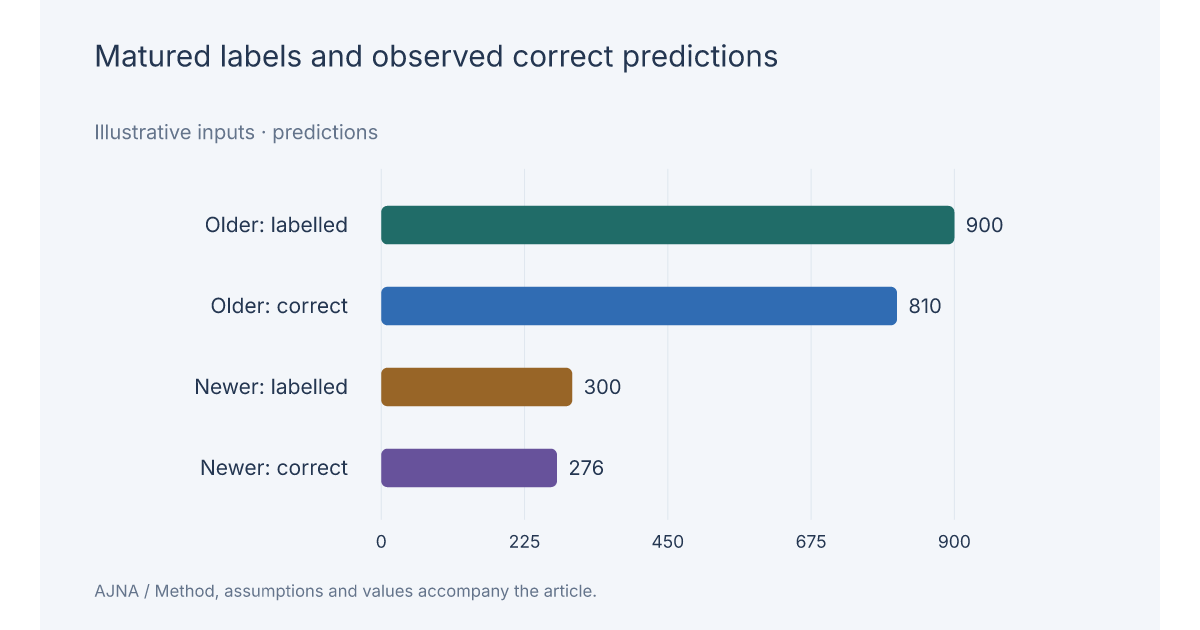 Matured labels and observed correct predictions
Illustrative inputs · predictions
Older: labelled 900
Older: correct 810
Newer: labelled 300
Newer: correct 276
0 225 450 675 900
AJNA / Method, assumptions and values accompany the article.